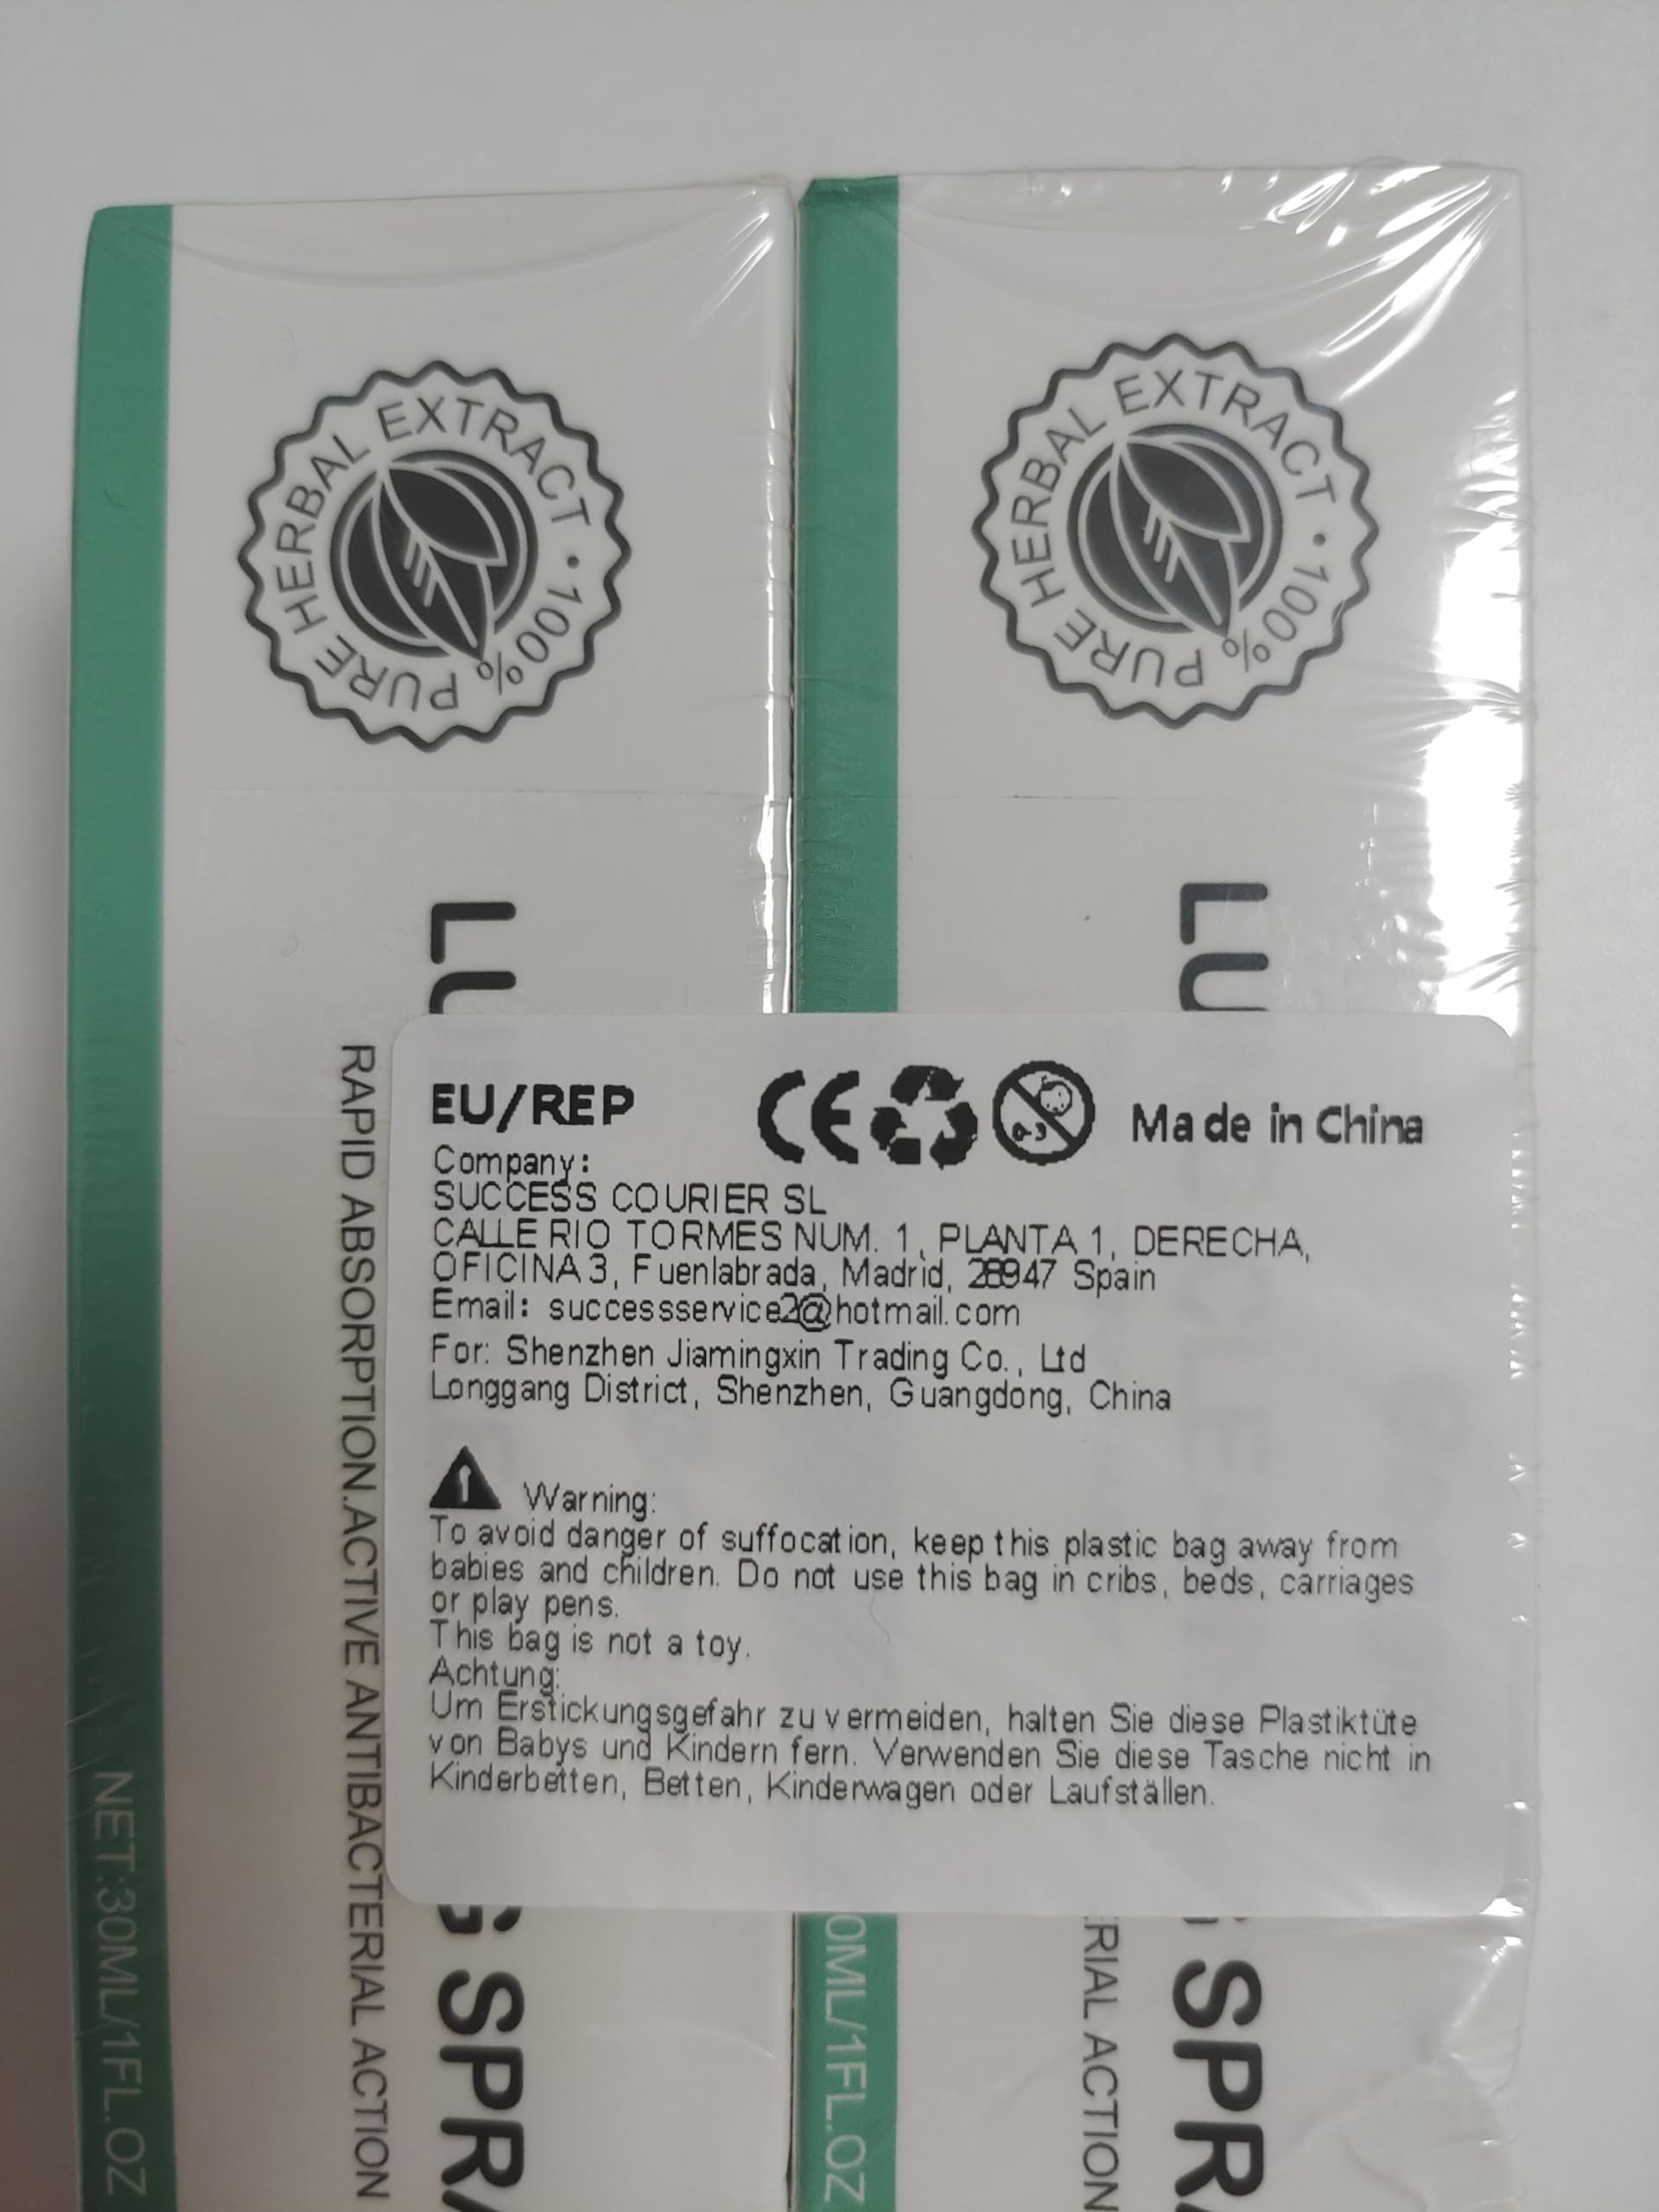 100% PURE HERBAL EXTRACT •
100% PURE HERBAL EXTRACT •
LU
LU
RAPID ABSORPTION.ACTIVE ANTIBACTERIAL ACTION
EU/REP
Made in China
0-3
Company:
SUCCESS COURIER SL
CALLE RIO TORMES NUM. 1, PLANTA 1, DERECHA,
OFICINA 3, Fuenlabrada, Madrid, 28947 Spain
Email: successservice2@hotmail.com
For: Shenzhen Jiamingxin Trading Co., Ltd
Longgang District, Shenzhen, Guangdong, China
Warning:
To avoid danger of suffocation, keep this plastic bag away from
babies and children. Do not use this bag in cribs, beds, carriages
or play pens.
This bag is not a toy.
Achtung:
Um Erstickungsgefahr zu vermeiden, halten Sie diese Plastiktüte
von Babys und Kindern fern. Verwenden Sie diese Tasche nicht in
Kinderbetten, Betten, Kinderwagen oder Laufställen.
NET:30ML/1FL.OZ
G SPRA
0ML/1FL.OZ
ERIAL ACTION
SPRA